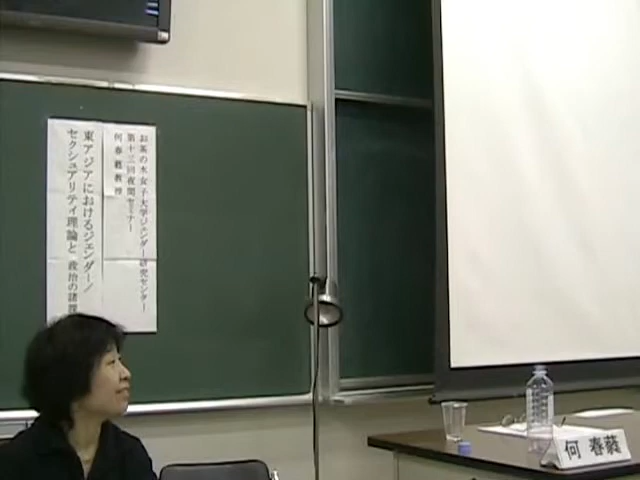 お茶の水女子大学ジェンダー研究センター
第十三回夜間セミナー
何春蕤教授
東アジアにおけるジェンダー／
セクシュアリティ理論と 政治の諸
何 春蕤